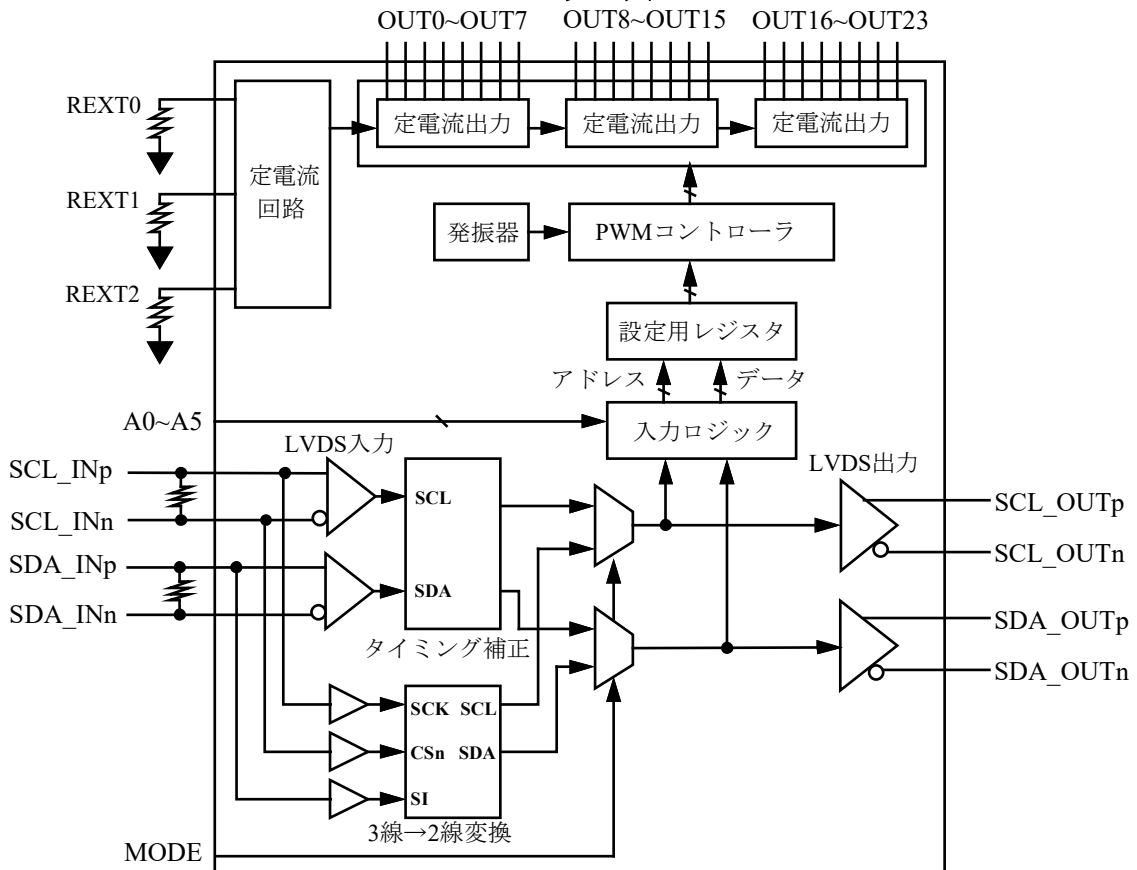 OUT0~OUT7
OUT8~OUT15
OUT16~OUT23
REXT0
REXT1
REXT2
定電流
回路
定電流出力
定電流出力
定電流出力
発振器
PWMコントローラ
設定用レジスタ
アドレス
データ
A0~A5
入力ロジック
LVDS入力
LVDS出力
SCL_INp
SCL_INn
SDA_INp
SDA_INn
SCL
SDA
タイミング補正
SCL_OUTp
SCL_OUTn
SDA_OUTp
SDA_OUTn
SCK SCL
CSn SDA
SI
3線→2線変換
MODE